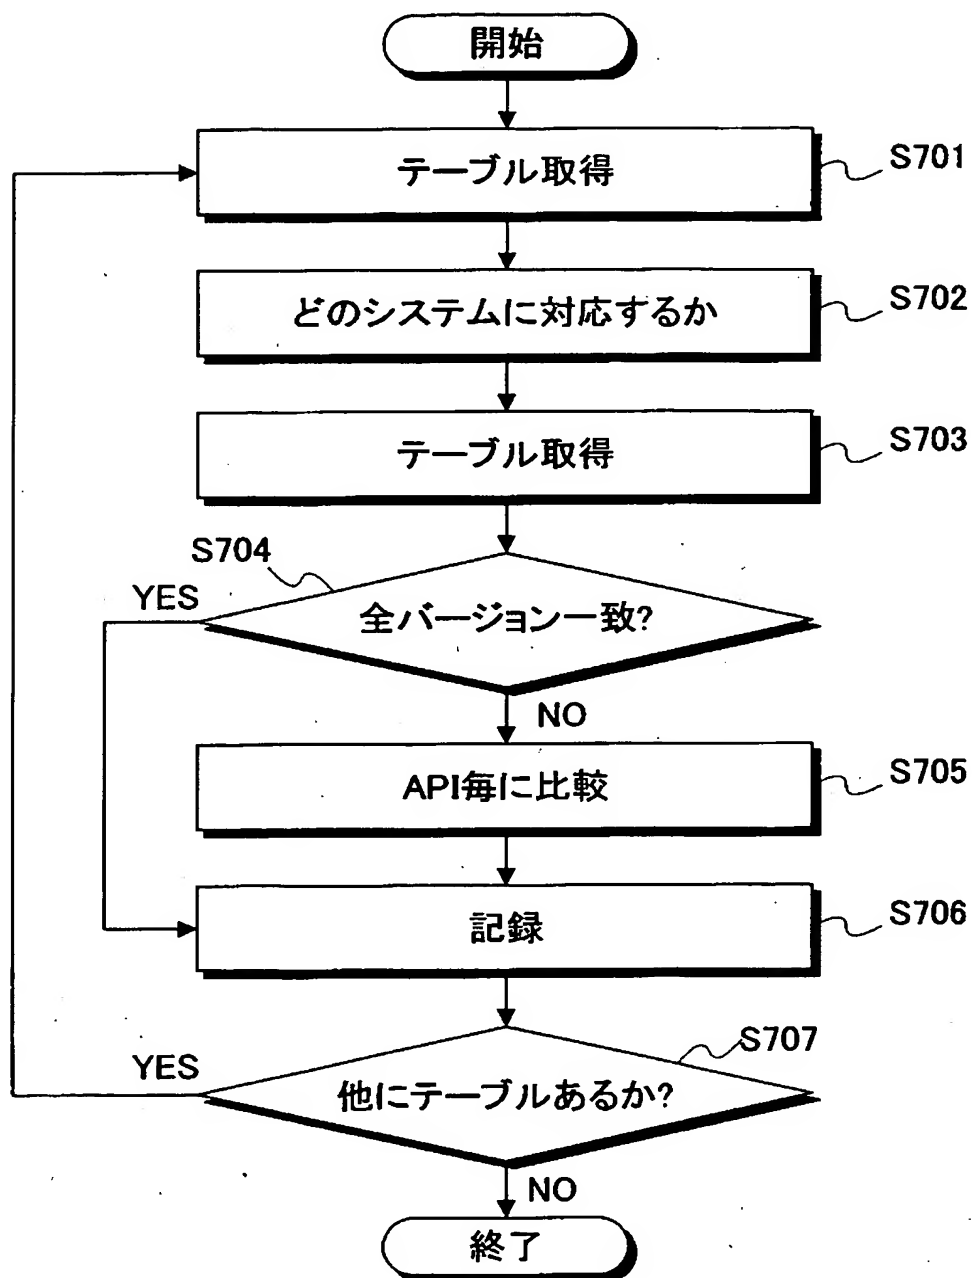 開始
テーブル取得
S701
どのシステムに対応するか
S702
テーブル取得
S703
S704
YES
全バージョン一致?
NO
API毎に比較
S705
記録
S706
S707
YES
他にテーブルあるか?
NO
終了